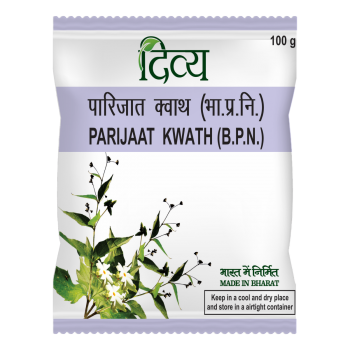 100 g
दिव्य
पारिजात क्वाथ (भा.प्र.नि.)
PARIJAAT KWATH (B.P.N.)
भारत में निर्मित
MADE IN BHARAT
Keep in a cool and dry place
and store in a airtight container